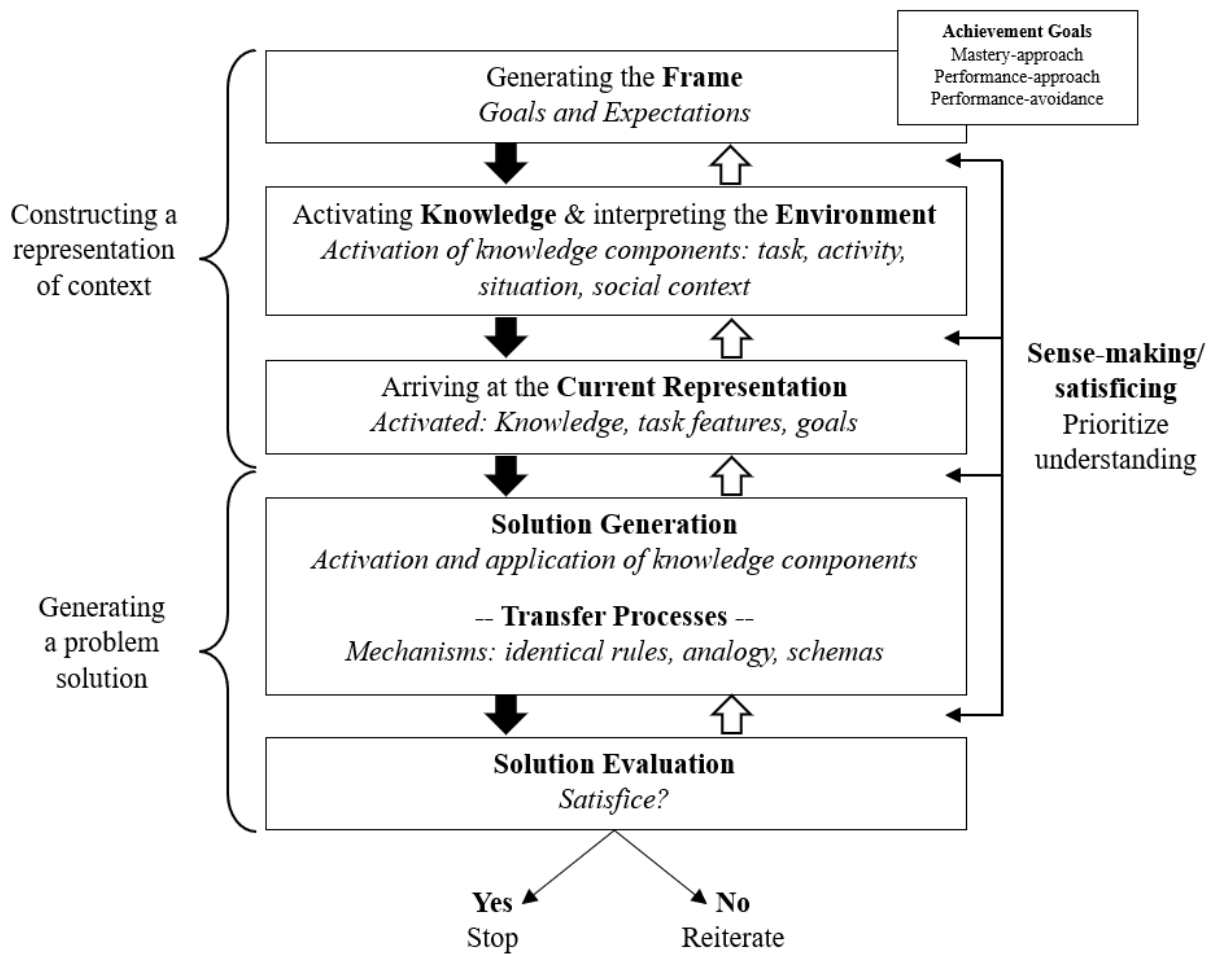 Achievement Goals
Mastery-approach
Performance-approach
Performance-avoidance
Generating the Frame
Goals and Expectations
Constructing a
representation
of context
Activating Knowledge & interpreting the Environment
Activation of knowledge components: task, activity,
situation, social context
Arriving at the Current Representation
Activated: Knowledge, task features, goals
Sense-making/
satisficing
Prioritize
understanding
Generating
a problem
solution
Solution Generation
Activation and application of knowledge components
-- Transfer Processes --
Mechanisms: identical rules, analogy, schemas
Solution Evaluation
Satisfice?
Yes
Stop
No
Reiterate